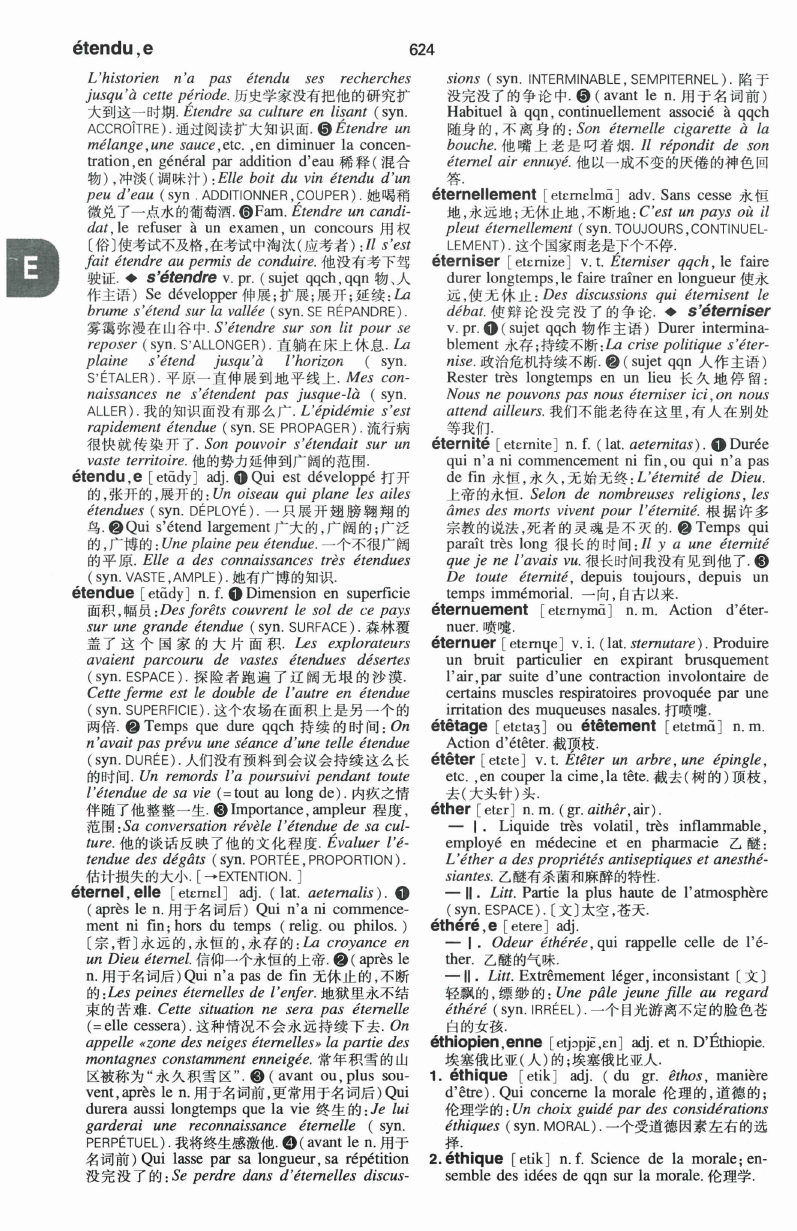 étendu,e
624
L'historien n'a pas étendu ses recherches
jusqu'à cette période. 历史学家没有把他的研究扩
大到这一时期. Étendre sa culture en lisant (syn.
ACCROÎTRE). 通过阅读扩大知识面. ❺ Étendre un
mélange,une sauce,etc. ,en diminuer la concen-
tration,en général par addition d'eau 稀释(混合
物),冲淡(调味汁):Elle boit du vin étendu d'un
peu d'eau (syn . ADDITIONNER,COUPER). 她喝稍
微兑了一点水的葡萄酒. ❻Fam. Étendre un candi-
dat, le refuser à un examen, un concours 用权
[俗]使考试不及格,在考试中淘汰(应考者):Il s'est
fait étendre au permis de conduire. 他没有考下驾
驶证. ◆ s'étendre v. pr. (sujet qqch,qqn 物、人
作主语) Se développer 伸展;扩展;展开;延续:La
brume s'étend sur la vallée (syn. SE RÉPANDRE).
雾霭弥漫在山谷中. S'étendre sur son lit pour se
reposer (syn. S'ALLONGER). 直躺在床上休息. La
plaine s'étend jusqu'à l'horizon ( syn.
S'ÉTALER). 平原一直伸展到地平线上. Mes con-
naissances ne s'étendent pas jusque-là ( syn.
ALLER). 我的知识面没有那么广. L'épidémie s'est
rapidement étendue (syn. SE PROPAGER). 流行病
很快就传染开了. Son pouvoir s'étendait sur un
vaste territoire. 他的势力延伸到广阔的范围.
étendu,e [etɑ̃dy] adj. ❶ Qui est développé 打开
的,张开的,展开的:Un oiseau qui plane les ailes
étendues (syn. DÉPLOYÉ). 一只展开翅膀翱翔的
鸟. ❷Qui s'étend largement 广大的,广阔的;广泛
的,广博的:Une plaine peu étendue. 一个不很广阔
的平原. Elle a des connaissances très étendues
(syn. VASTE,AMPLE). 她有广博的知识.
étendue [etɑ̃dy] n. f. ❶ Dimension en superficie
面积,幅员:Des forêts couvrent le sol de ce pays
sur une grande étendue (syn. SURFACE). 森林覆
盖了这个国家的大片面积. Les explorateurs
avaient parcouru de vastes étendues désertes
(syn. ESPACE). 探险者跑遍了辽阔无垠的沙漠.
Cette ferme est le double de l'autre en étendue
(syn. SUPERFICIE). 这个农场在面积上是另一个的
两倍. ❷ Temps que dure qqch 持续的时间:On
n'avait pas prévu une séance d'une telle étendue
(syn. DURÉE). 人们没有预料到会议会持续这么长
的时间. Un remords l'a poursuivi pendant toute
l'étendue de sa vie (=tout au long de). 内疚之情
伴随了他整整一生. ❸Importance,ampleur 程度,
范围:Sa conversation révèle l'étendue de sa cul-
ture. 他的谈话反映了他的文化程度. Évaluer l'é-
tendue des dégâts (syn. PORTÉE,PROPORTION).
估计损失的大小. [→EXTENTION. ]
éternel, elle [etɛrnɛl] adj. ( lat. aeternalis). ❶
(après le n. 用于名词后) Qui n'a ni commence-
ment ni fin; hors du temps (relig. ou philos.)
[宗,哲]永远的,永恒的,永存的:La croyance en
un Dieu éternel. 信仰一个永恒的上帝. ❷(après le
n. 用于名词后)Qui n'a pas de fin 无休止的,不断
的:Les peines éternelles de l'enfer. 地狱里永不结
束的苦难. Cette situation ne sera pas éternelle
(=elle cessera). 这种情况不会永远持续下去. On
appelle «zone des neiges éternelles» la partie des
montagnes constamment enneigée. 常年积雪的山
区被称为“永久积雪区”. ❸(avant ou, plus sou-
vent,après le n. 用于名词前,更常用于名词后)Qui
durera aussi longtemps que la vie 终生的:Je lui
garderai une reconnaissance éternelle ( syn.
PERPÉTUEL). 我将终生感激他. ❹(avant le n. 用于
名词前) Qui lasse par sa longueur, sa répétition
没完没了的:Se perdre dans d'éternelles discus-
E
sions ( syn. INTERMINABLE, SEMPITERNEL). 陷于
没完没了的争论中. ❺ (avant le n. 用于名词前)
Habituel à qqn, continuellement associé à qqch
随身的,不离身的:Son éternelle cigarette à la
bouche. 他嘴上老是叼着烟. Il répondit de son
éternel air ennuyé. 他以一成不变的厌倦的神色回
答.
éternellement [etɛrnɛlmɑ̃] adv. Sans cesse 永恒
地,永远地;无休止地,不断地:C'est un pays où il
pleut éternellement (syn. TOUJOURS,CONTINUEL-
LEMENT). 这个国家雨老是下个不停.
éterniser [etɛrnize] v. t. Éterniser qqch, le faire
durer longtemps,le faire traîner en longueur 使永
远,使无休止:Des discussions qui éternisent le
débat. 使辩论没完没了的争论. ◆ s'éterniser
v. pr. ❶(sujet qqch 物作主语) Durer intermina-
blement 永存;持续不断:La crise politique s'éter-
nise. 政治危机持续不断. ❷(sujet qqn 人作主语)
Rester très longtemps en un lieu 长久地停留:
Nous ne pouvons pas nous éterniser ici,on nous
attend ailleurs. 我们不能老待在这里,有人在别处
等我们.
éternité [etɛrnite] n. f. (lat. aeternitas). ❶Durée
qui n'a ni commencement ni fin,ou qui n'a pas
de fin 永恒,永久,无始无终:L'éternité de Dieu.
上帝的永恒. Selon de nombreuses religions, les
âmes des morts vivent pour l'éternité. 根据许多
宗教的说法,死者的灵魂是不灭的. ❷ Temps qui
paraît très long 很长的时间:Il y a une éternité
que je ne l'avais vu. 很长时间我没有见到他了. ❸
De toute éternité, depuis toujours, depuis un
temps immémorial. 一向,自古以来.
éternuement [etɛrnymɑ̃] n. m. Action d'éter-
nuer. 喷嚏.
éternuer [etɛrnɥe] v. i. (lat. sternutare). Produire
un bruit particulier en expirant brusquement
l'air,par suite d'une contraction involontaire de
certains muscles respiratoires provoquée par une
irritation des muqueuses nasales. 打喷嚏.
étêtage [etɛtaʒ] ou étêtement [etɛtmɑ̃] n. m.
Action d'étêter. 截顶枝.
étêter [etɛte] v. t. Étêter un arbre, une épingle,
etc. ,en couper la cime,la tête. 截去(树的)顶枝,
去(大头针)头.
éther [etɛr] n. m. (gr. aithêr,air).
— Ⅰ. Liquide très volatil, très inflammable,
employé en médecine et en pharmacie 乙醚:
L'éther a des propriétés antiseptiques et anesthé-
siantes. 乙醚有杀菌和麻醉的特性.
— Ⅱ. Litt. Partie la plus haute de l'atmosphère
(syn. ESPACE). [文]太空,苍天.
éthéré,e [etere] adj.
— Ⅰ. Odeur éthérée, qui rappelle celle de l'é-
ther. 乙醚的气味.
— Ⅱ. Litt. Extrêmement léger,inconsistant [文]
轻飘的,缥缈的:Une pâle jeune fille au regard
éthéré (syn. IRRÉEL). 一个目光游离不定的脸色苍
白的女孩.
éthiopien,enne [etjɔpjɛ̃,ɛn] adj. et n. D'Éthiopie.
埃塞俄比亚(人)的;埃塞俄比亚人.
1. éthique [etik] adj. ( du gr. êthos, manière
d'être). Qui concerne la morale 伦理的,道德的;
伦理学的:Un choix guidé par des considérations
éthiques (syn. MORAL). 一个受道德因素左右的选
择.
2. éthique [etik] n. f. Science de la morale; en-
semble des idées de qqn sur la morale. 伦理学.